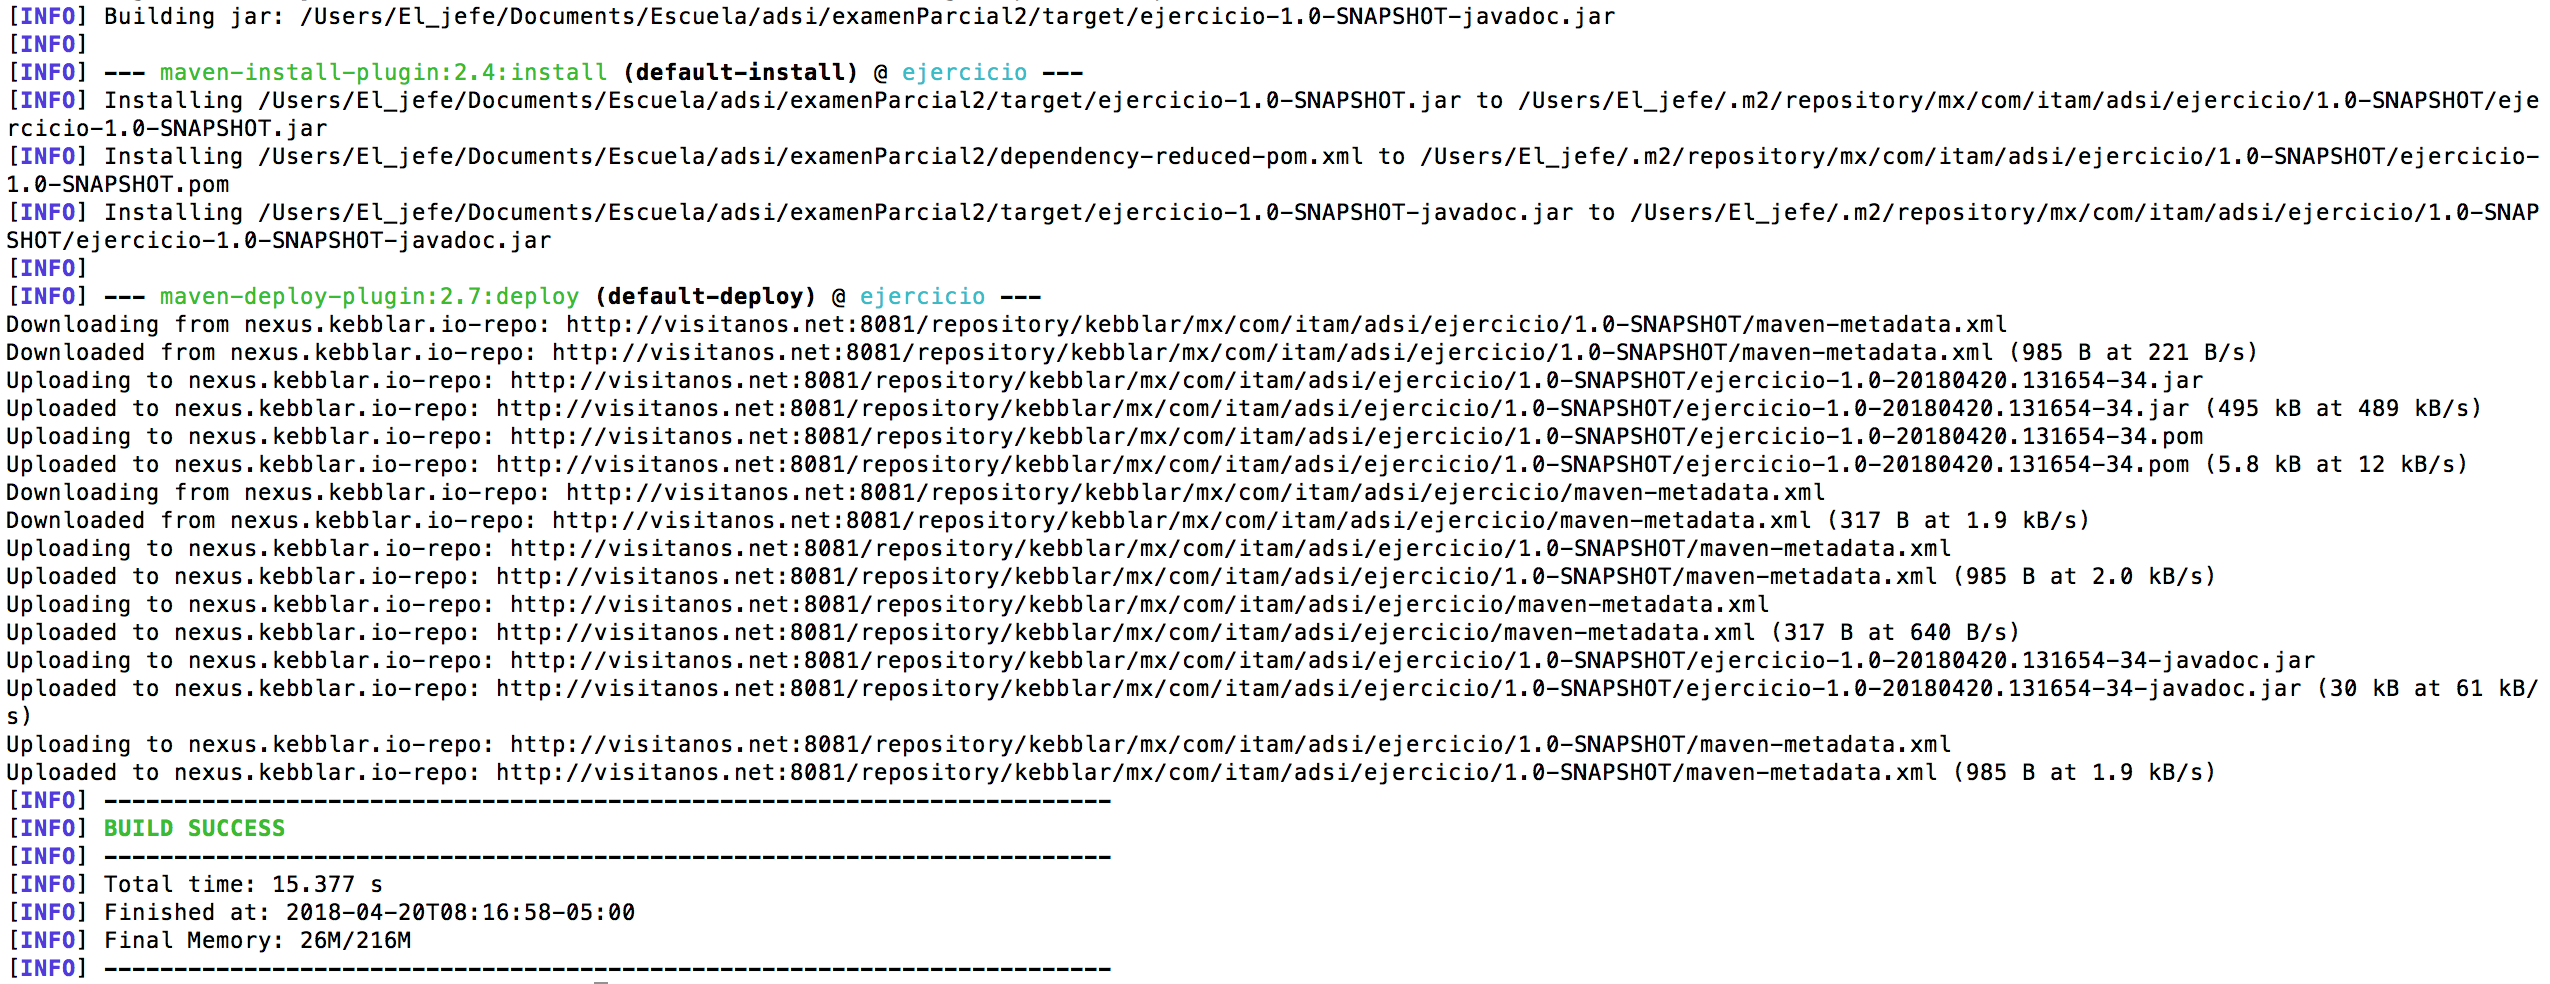 [INFO] Building jar: /Users/El_jefe/Documents/Escuela/adsi/examenParcial2/target/ejercicio-1.0-SNAPSHOT-javadoc.jar
[INFO]
[INFO] --- maven-install-plugin:2.4:install (default-install) @ ejercicio ---
[INFO] Installing /Users/El_jefe/Documents/Escuela/adsi/examenParcial2/target/ejercicio-1.0-SNAPSHOT.jar to /Users/El_jefe/.m2/repository/mx/com/itam/adsi/ejercicio/1.0-SNAPSHOT/eje
rcicio-1.0-SNAPSHOT.jar
[INFO] Installing /Users/El_jefe/Documents/Escuela/adsi/examenParcial2/dependency-reduced-pom.xml to /Users/El_jefe/.m2/repository/mx/com/itam/adsi/ejercicio/1.0-SNAPSHOT/ejercicio-
1.0-SNAPSHOT.pom
[INFO] Installing /Users/El_jefe/Documents/Escuela/adsi/examenParcial2/target/ejercicio-1.0-SNAPSHOT-javadoc.jar to /Users/El_jefe/.m2/repository/mx/com/itam/adsi/ejercicio/1.0-SNAP
SHOT/ejercicio-1.0-SNAPSHOT-javadoc.jar
[INFO]
[INFO] --- maven-deploy-plugin:2.7:deploy (default-deploy) @ ejercicio ---
Downloading from nexus.kebblar.io-repo: http://visitanos.net:8081/repository/kebblar/mx/com/itam/adsi/ejercicio/1.0-SNAPSHOT/maven-metadata.xml
Downloaded from nexus.kebblar.io-repo: http://visitanos.net:8081/repository/kebblar/mx/com/itam/adsi/ejercicio/1.0-SNAPSHOT/maven-metadata.xml (985 B at 221 B/s)
Uploading to nexus.kebblar.io-repo: http://visitanos.net:8081/repository/kebblar/mx/com/itam/adsi/ejercicio/1.0-SNAPSHOT/ejercicio-1.0-20180420.131654-34.jar
Uploaded to nexus.kebblar.io-repo: http://visitanos.net:8081/repository/kebblar/mx/com/itam/adsi/ejercicio/1.0-SNAPSHOT/ejercicio-1.0-20180420.131654-34.jar (495 kB at 489 kB/s)
Uploading to nexus.kebblar.io-repo: http://visitanos.net:8081/repository/kebblar/mx/com/itam/adsi/ejercicio/1.0-SNAPSHOT/ejercicio-1.0-20180420.131654-34.pom
Uploaded to nexus.kebblar.io-repo: http://visitanos.net:8081/repository/kebblar/mx/com/itam/adsi/ejercicio/1.0-SNAPSHOT/ejercicio-1.0-20180420.131654-34.pom (5.8 kB at 12 kB/s)
Downloading from nexus.kebblar.io-repo: http://visitanos.net:8081/repository/kebblar/mx/com/itam/adsi/ejercicio/maven-metadata.xml
Downloaded from nexus.kebblar.io-repo: http://visitanos.net:8081/repository/kebblar/mx/com/itam/adsi/ejercicio/maven-metadata.xml (317 B at 1.9 kB/s)
Uploading to nexus.kebblar.io-repo: http://visitanos.net:8081/repository/kebblar/mx/com/itam/adsi/ejercicio/1.0-SNAPSHOT/maven-metadata.xml
Uploaded to nexus.kebblar.io-repo: http://visitanos.net:8081/repository/kebblar/mx/com/itam/adsi/ejercicio/1.0-SNAPSHOT/maven-metadata.xml (985 B at 2.0 kB/s)
Uploading to nexus.kebblar.io-repo: http://visitanos.net:8081/repository/kebblar/mx/com/itam/adsi/ejercicio/maven-metadata.xml
Uploaded to nexus.kebblar.io-repo: http://visitanos.net:8081/repository/kebblar/mx/com/itam/adsi/ejercicio/maven-metadata.xml (317 B at 640 B/s)
Uploading to nexus.kebblar.io-repo: http://visitanos.net:8081/repository/kebblar/mx/com/itam/adsi/ejercicio/1.0-SNAPSHOT/ejercicio-1.0-20180420.131654-34-javadoc.jar
Uploaded to nexus.kebblar.io-repo: http://visitanos.net:8081/repository/kebblar/mx/com/itam/adsi/ejercicio/1.0-SNAPSHOT/ejercicio-1.0-20180420.131654-34-javadoc.jar (30 kB at 61 kB/
s)
Uploading to nexus.kebblar.io-repo: http://visitanos.net:8081/repository/kebblar/mx/com/itam/adsi/ejercicio/1.0-SNAPSHOT/maven-metadata.xml
Uploaded to nexus.kebblar.io-repo: http://visitanos.net:8081/repository/kebblar/mx/com/itam/adsi/ejercicio/1.0-SNAPSHOT/maven-metadata.xml (985 B at 1.9 kB/s)
[INFO] ------------------------------------------------------------------------
[INFO] BUILD SUCCESS
[INFO] ------------------------------------------------------------------------
[INFO] Total time: 15.377 s
[INFO] Finished at: 2018-04-20T08:16:58-05:00
[INFO] Final Memory: 26M/216M
[INFO] ------------------------------------------------------------------------